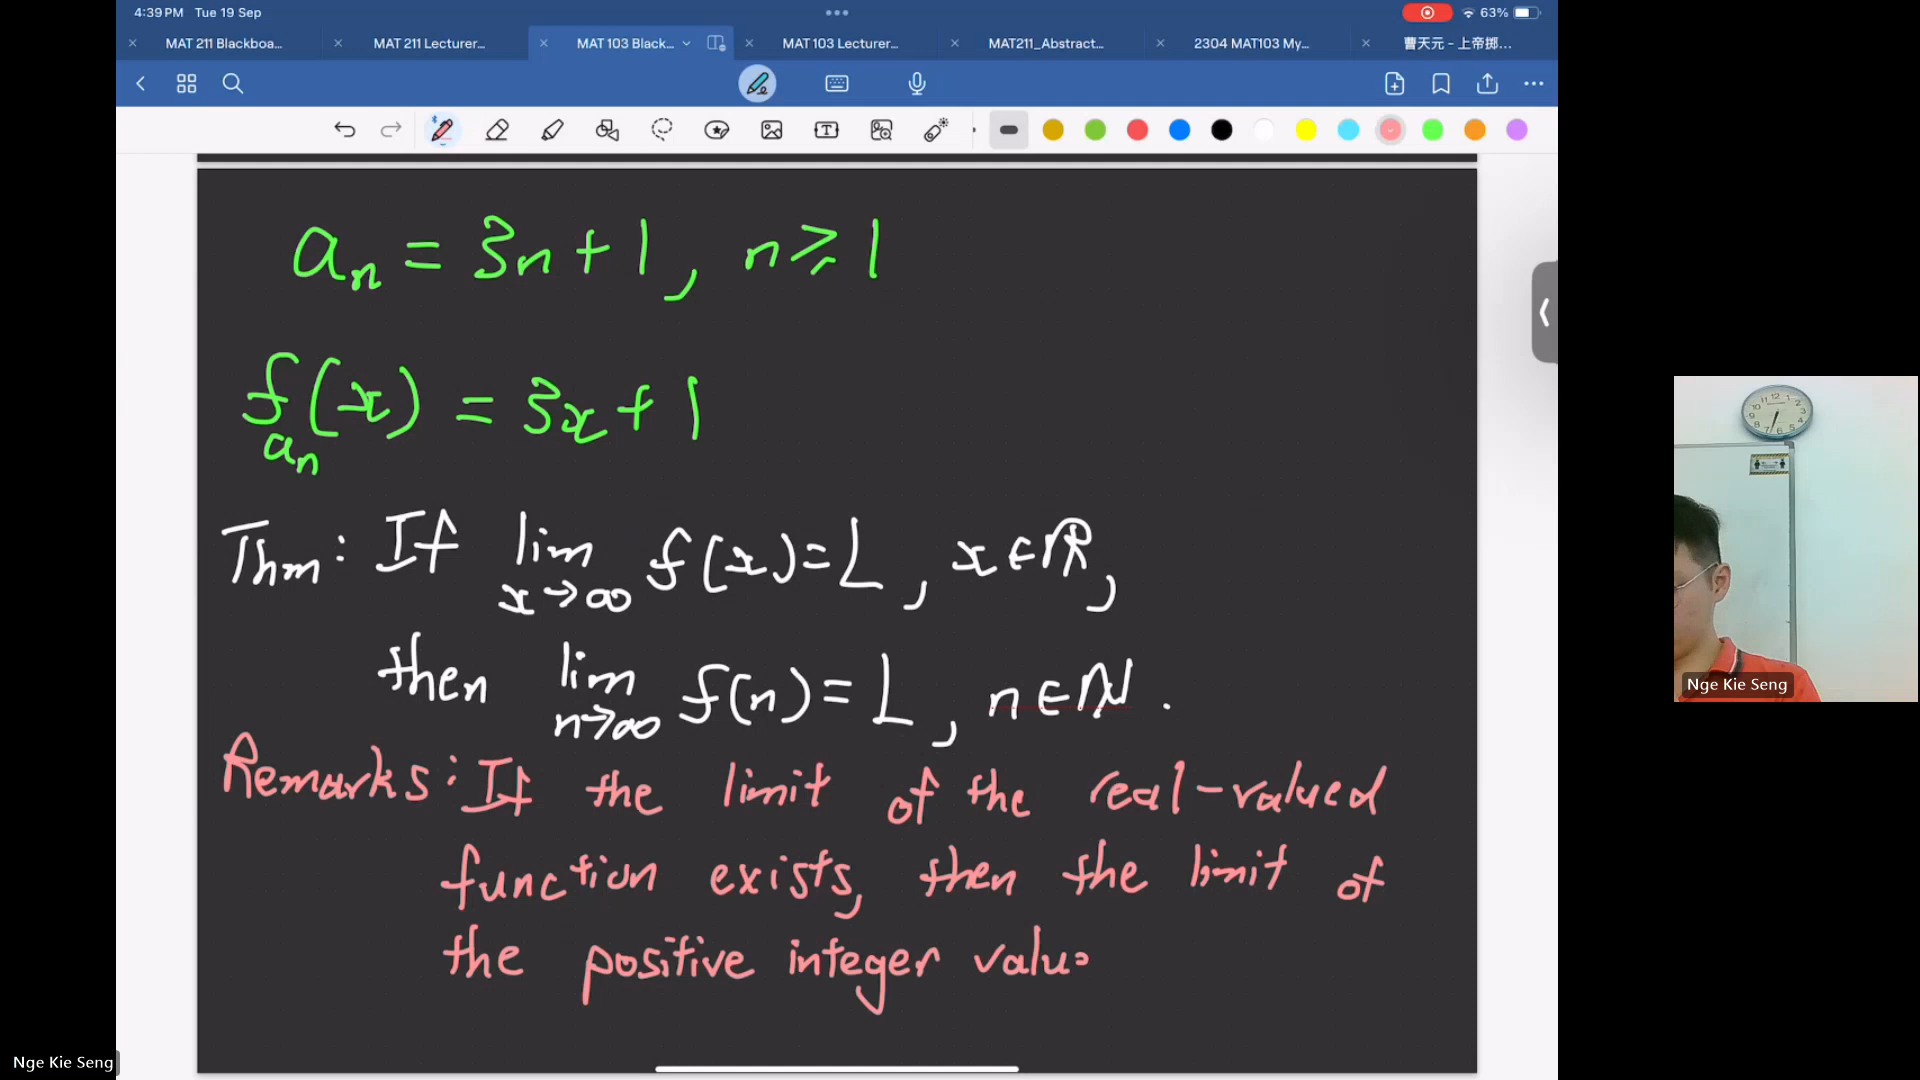 4:39 PM Tue 19 Sep
63%
MAT 211 Blackboa...
MAT 211 Lecturer...
MAT 103 Black...
MAT 103 Lecturer...
MAT211_Abstract...
2304 MAT103 My...
曹天元 - 上帝掷...
aₙ = 3n + 1, n ⩾ 1
f(x) = 3x + 1
aₙ
Thm: If lim f(x) = L, x ∈ ℝ,
x → ∞
then lim f(n) = L, n ∈ ℕ.
n → ∞
Remarks: If the limit of the real-valued
function exists, then the limit of
the positive integer value
Nge Kie Seng
Nge Kie Seng